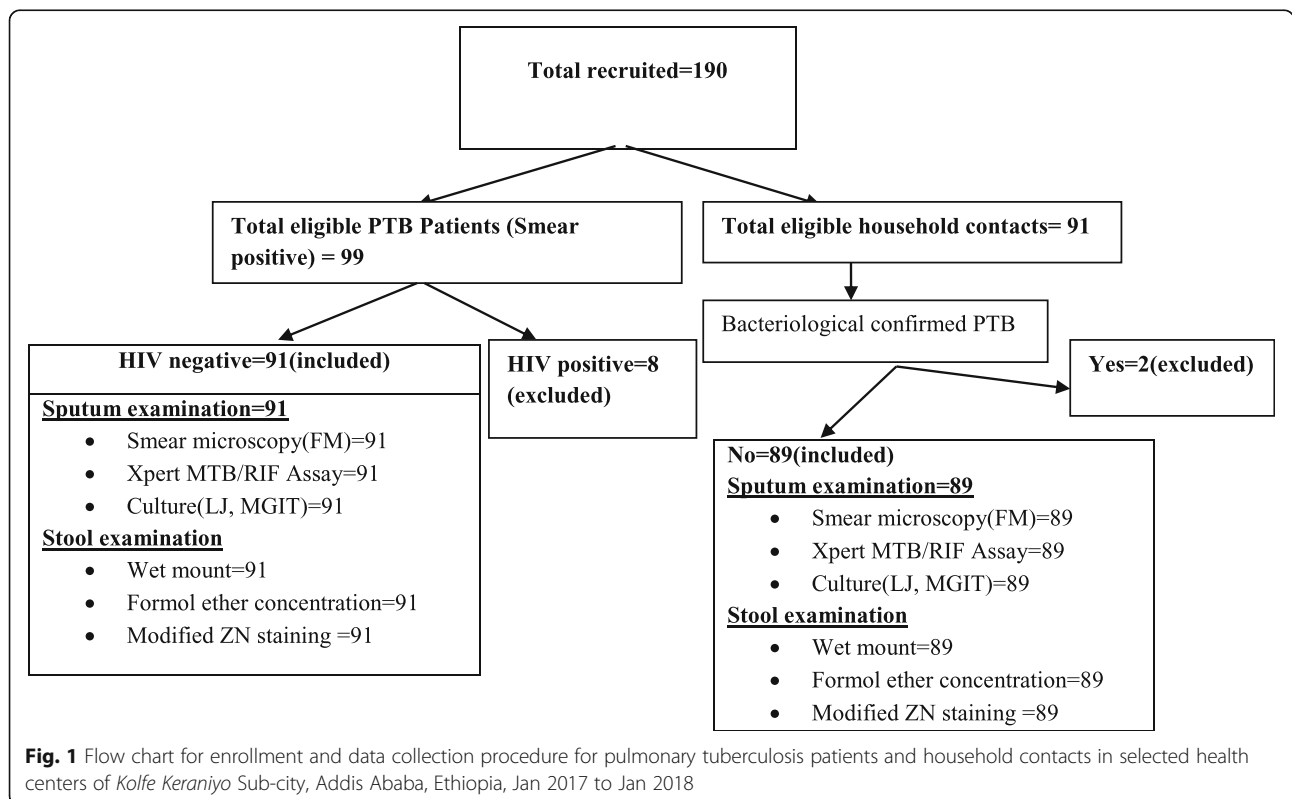 Total recruited=190
Total eligible PTB Patients (Smear
positive) = 99
Total eligible household contacts= 91
HIV negative=91(included)
Sputum examination=91
• Smear microscopy(FM)=91
• Xpert MTB/RIF Assay=91
• Culture(LJ, MGIT)=91
Stool examination
• Wet mount=91
• Formol ether concentration=91
• Modified ZN staining =91
HIV positive=8
(excluded)
Bacteriological confirmed PTB
Yes=2(excluded)
No=89(included)
Sputum examination=89
• Smear microscopy(FM)=89
• Xpert MTB/RIF Assay=89
• Culture(LJ, MGIT)=89
Stool examination
• Wet mount=89
• Formol ether concentration=89
• Modified ZN staining =89
Fig. 1 Flow chart for enrollment and data collection procedure for pulmonary tuberculosis patients and household contacts in selected health
centers of Kolfe Keraniyo Sub-city, Addis Ababa, Ethiopia, Jan 2017 to Jan 2018